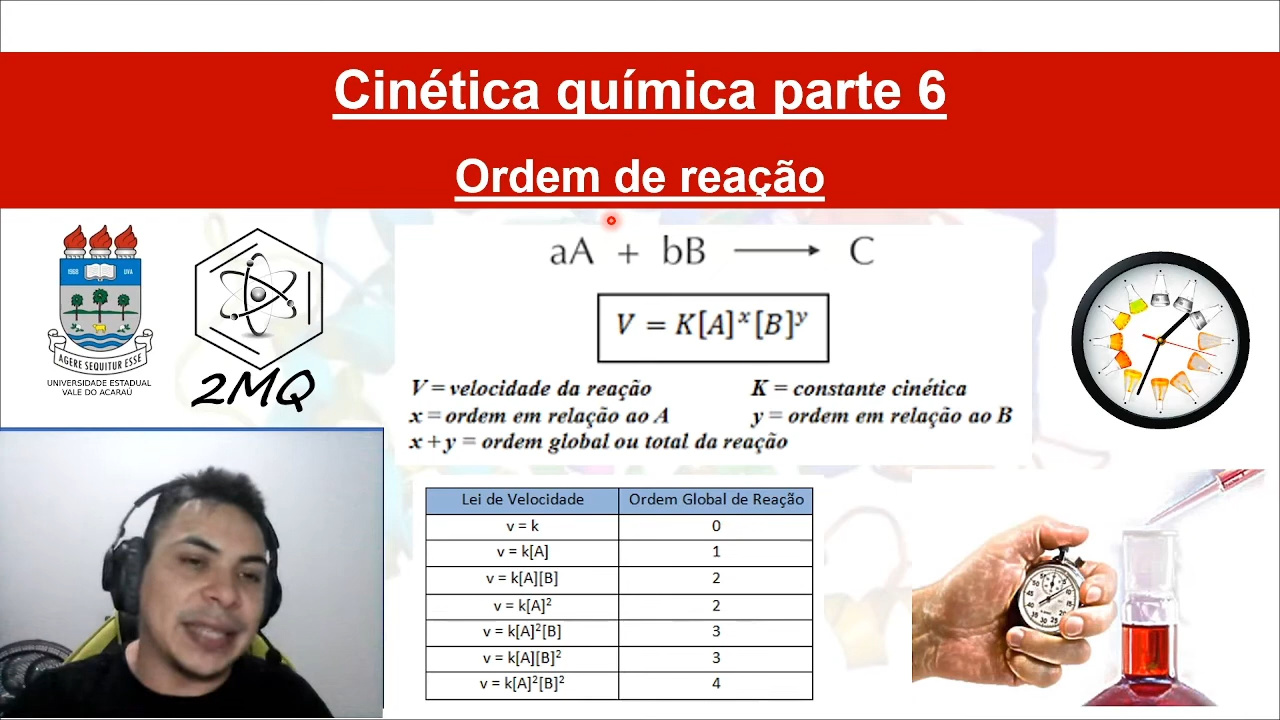 Cinética química parte 6
Ordem de reação
aA + bB ⟶ C
V = K[A]ˣ[B]ʸ
V = velocidade da reação K = constante cinética
x = ordem em relação ao A y = ordem em relação ao B
x + y = ordem global ou total da reação
1968 UVA
AGERE SEQUITUR ESSE
UNIVERSIDADE ESTADUAL
VALE DO ACARAÚ
2MQ
Lei de Velocidade Ordem Global de Reação
v = k 0
v = k[A] 1
v = k[A][B] 2
v = k[A]² 2
v = k[A]²[B] 3
v = k[A][B]² 3
v = k[A]²[B]² 4